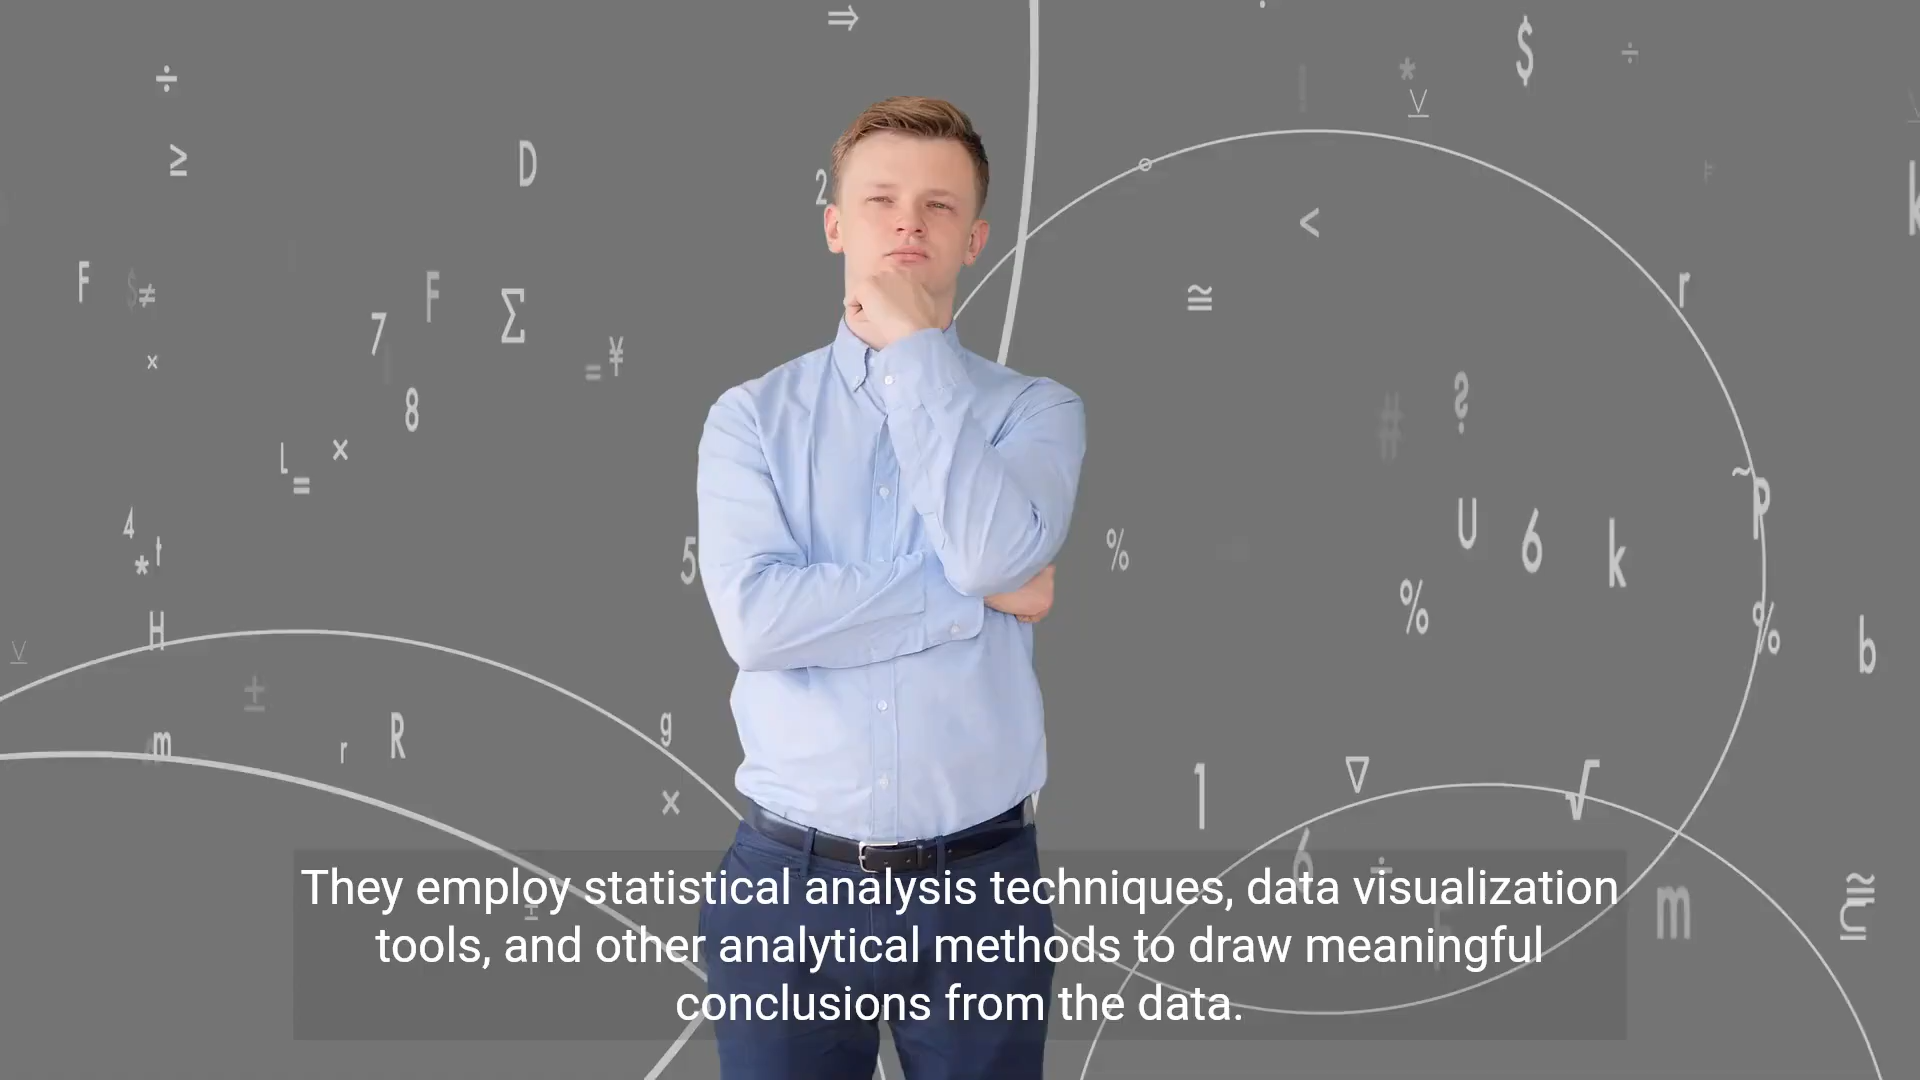 They employ statistical analysis techniques, data visualization
tools, and other analytical methods to draw meaningful
conclusions from the data.